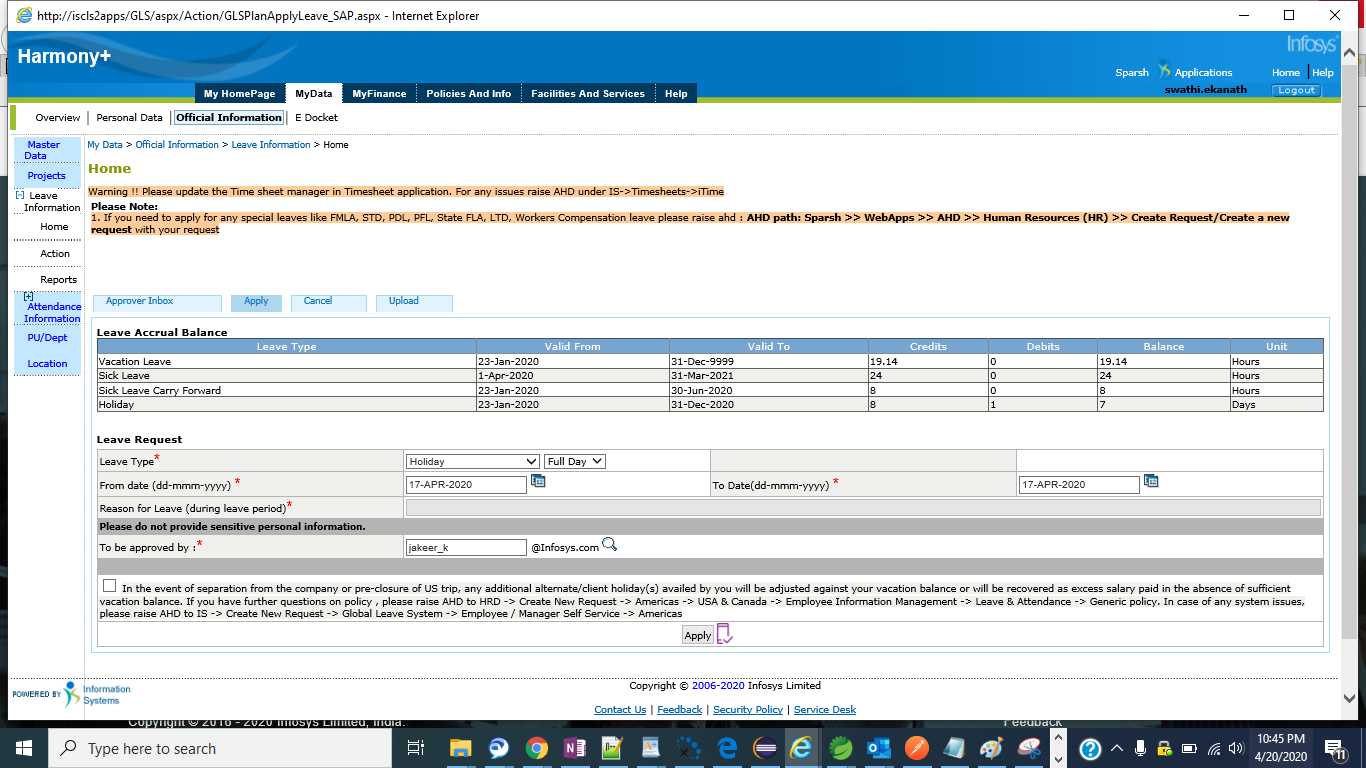 http://iscls2apps/GLS/aspx/Action/GLSPlanApplyLeave_SAP.aspx - Internet Explorer
Harmony+
Infosys
Sparsh Applications Home | Help
swathi.ekanath Logout
My HomePage MyData MyFinance Policies And Info Facilities And Services Help
Overview | Personal Data | Official Information | E Docket
Master
Data
Projects
Leave
Information
Home
Action
Reports
Attendance
Information
PU/Dept
Location
My Data > Official Information > Leave Information > Home
Home
Warning !! Please update the Time sheet manager in Timesheet application. For any issues raise AHD under IS->Timesheets->iTime
Please Note:
1. If you need to apply for any special leaves like FMLA, STD, PDL, PFL, State FLA, LTD, Workers Compensation leave please raise ahd : AHD path: Sparsh >> WebApps >> AHD >> Human Resources (HR) >> Create Request/Create a new
request with your request
Approver Inbox Apply Cancel Upload
Leave Accrual Balance
Leave Type Valid From Valid To Credits Debits Balance Unit
Vacation Leave 23-Jan-2020 31-Dec-9999 19.14 0 19.14 Hours
Sick Leave 1-Apr-2020 31-Mar-2021 24 0 24 Hours
Sick Leave Carry Forward 23-Jan-2020 30-Jun-2020 8 0 8 Hours
Holiday 23-Jan-2020 31-Dec-2020 8 1 7 Days
Leave Request
Leave Type* Holiday Full Day
From date (dd-mmm-yyyy) * 17-APR-2020 To Date(dd-mmm-yyyy) * 17-APR-2020
Reason for Leave (during leave period)*
Please do not provide sensitive personal information.
To be approved by :* jakeer_k @Infosys.com
In the event of separation from the company or pre-closure of US trip, any additional alternate/client holiday(s) availed by you will be adjusted against your vacation balance or will be recovered as excess salary paid in the absence of sufficient
vacation balance. If you have further questions on policy , please raise AHD to HRD -> Create New Request -> Americas -> USA & Canada -> Employee Information Management -> Leave & Attendance -> Generic policy. In case of any system issues,
please raise AHD to IS -> Create New Request -> Global Leave System -> Employee / Manager Self Service -> Americas
Apply
POWERED BY Information
Systems
Copyright © 2006-2020 Infosys Limited
Contact Us | Feedback | Security Policy | Service Desk
Copyright © 2016 - 2020 Infosys Limited, India. Feedback
Type here to search
10:45 PM
4/20/2020
11